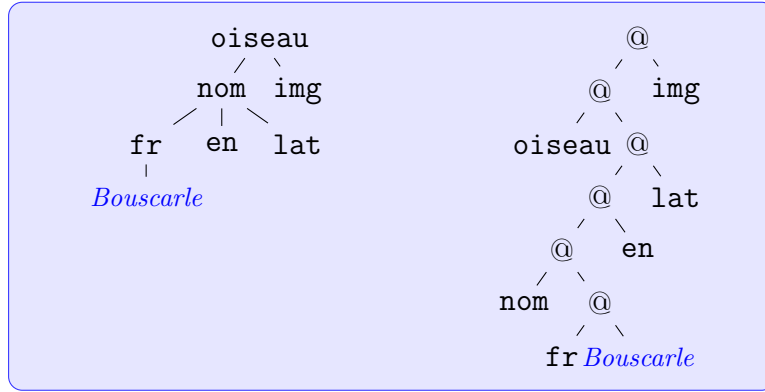 oiseau
nom img
fr en lat
Bouscarle
@
@ img
oiseau @
@ lat
@ en
nom @
fr Bouscarle